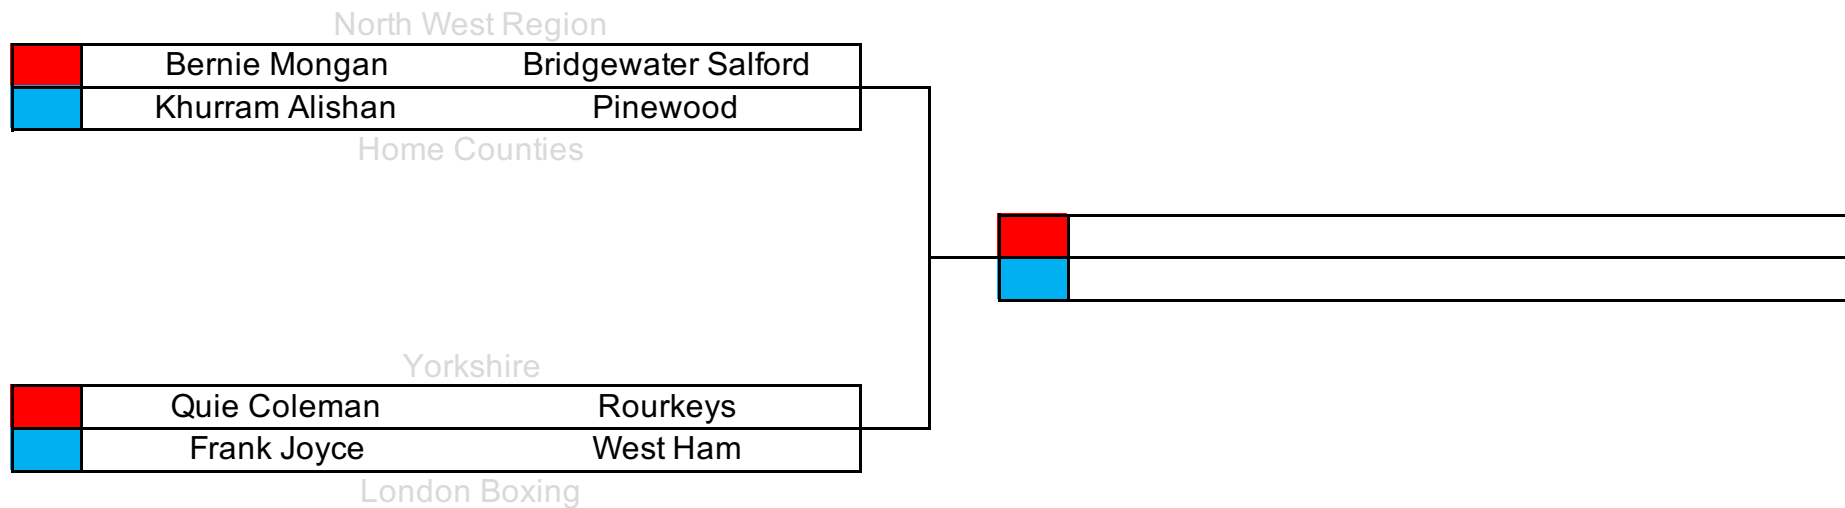 North West Region
Bernie Mongan Bridgewater Salford
Khurram Alishan Pinewood
Home Counties
Yorkshire
Quie Coleman Rourkeys
Frank Joyce West Ham
London Boxing